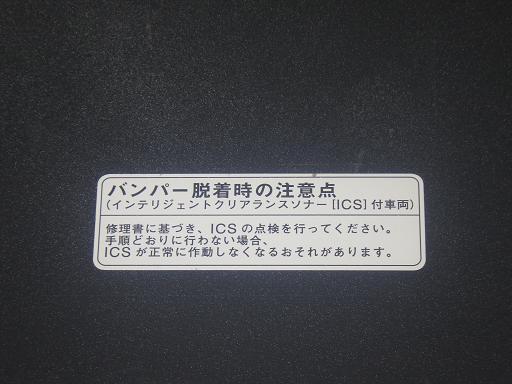 バンパー脱着時の注意点
(インテリジェントクリアランスソナー[ICS]付車両)
修理書に基づき、ICSの点検を行ってください。
手順どおりに行わない場合、
ICSが正常に作動しなくなるおそれがあります。